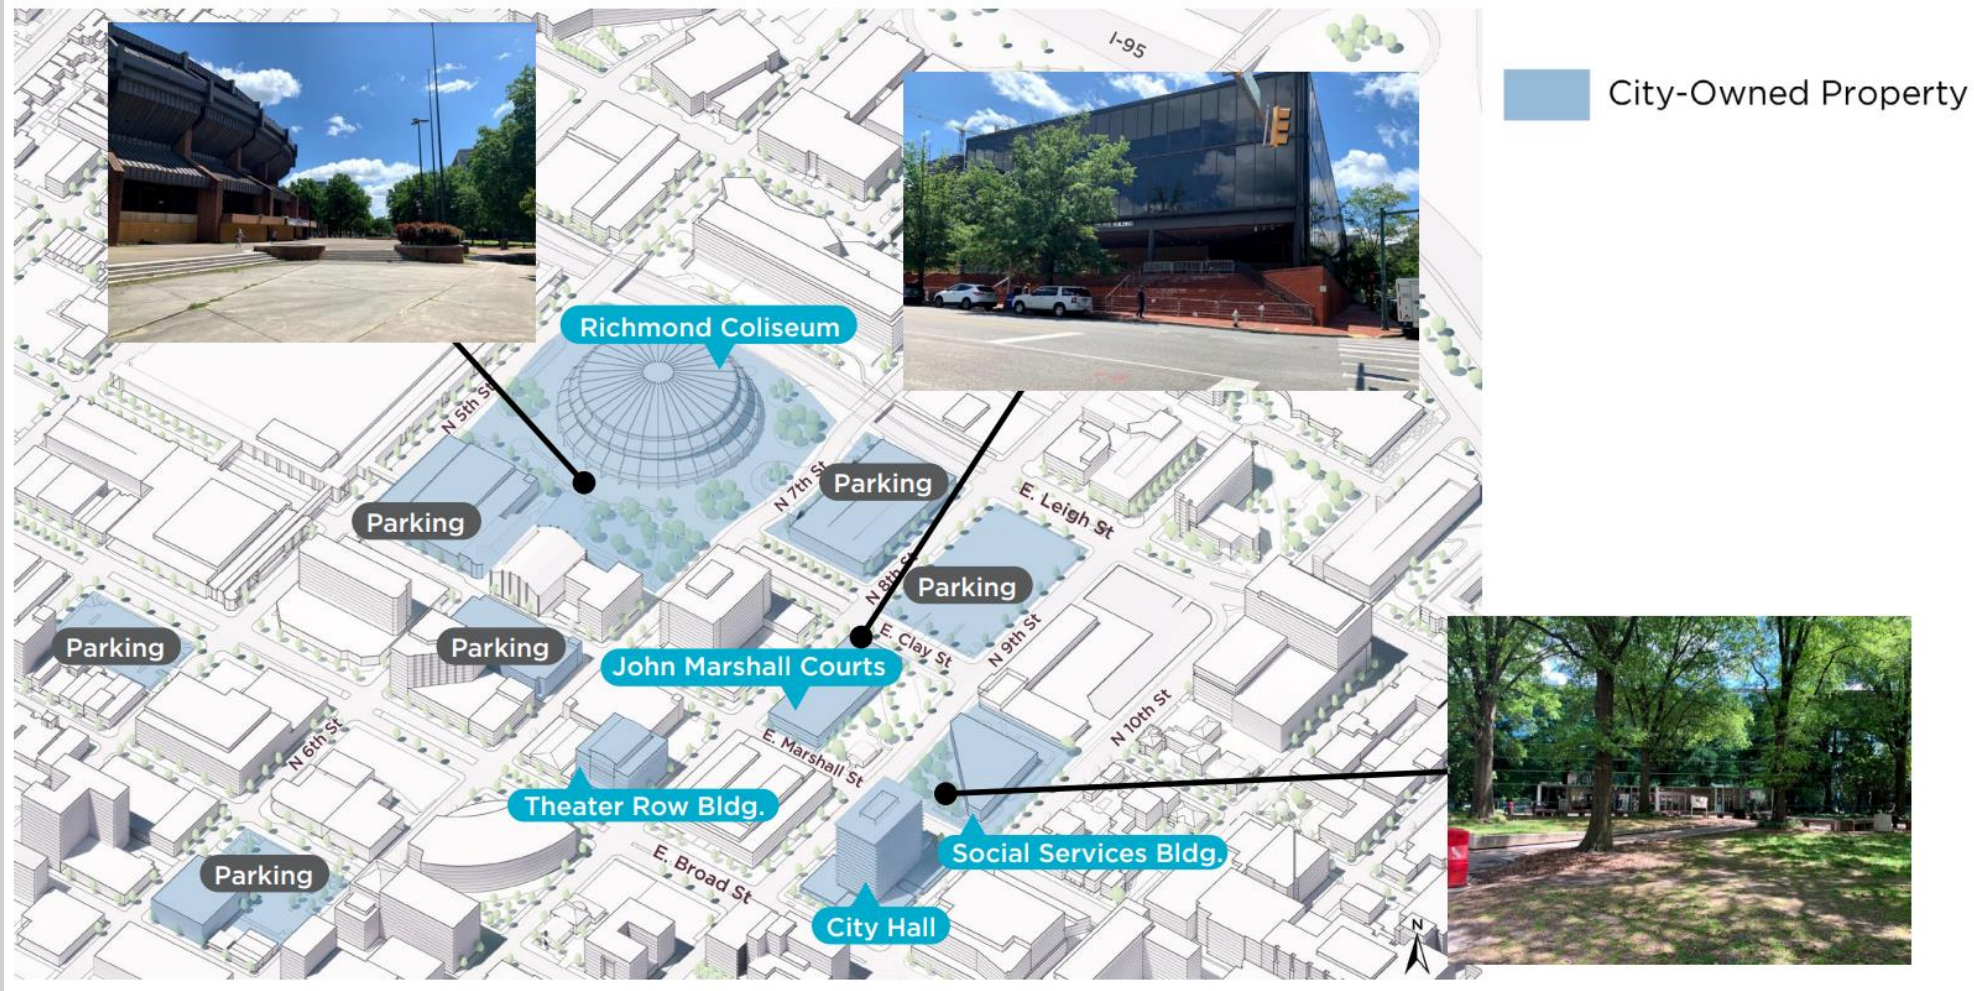 I-95
City-Owned Property
Richmond Coliseum
N 5th St
N 7th St
Parking
Parking
E. Leigh St
N 8th St
Parking
E. Clay St
N 9th St
Parking
Parking
John Marshall Courts
N 10th St
N 6th St
E. Marshall St
Theater Row Bldg.
Social Services Bldg.
E. Broad St
Parking
City Hall
N